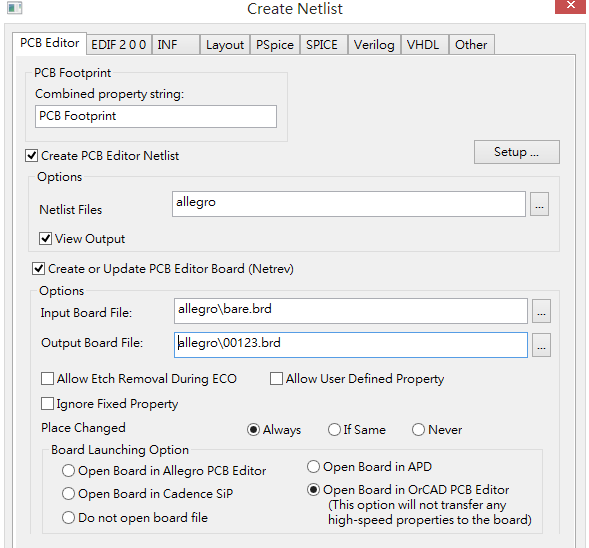 Create Netlist
PCB Editor EDIF 2 0 0 INF Layout PSpice SPICE Verilog VHDL Other
PCB Footprint
Combined property string:
PCB Footprint
Create PCB Editor Netlist
Setup ...
Options
Netlist Files allegro ...
View Output
Create or Update PCB Editor Board (Netrev)
Options
Input Board File: allegro\bare.brd ...
Output Board File: allegro\00123.brd ...
Allow Etch Removal During ECO Allow User Defined Property
Ignore Fixed Property
Place Changed Always If Same Never
Board Launching Option
Open Board in Allegro PCB Editor
Open Board in APD
Open Board in Cadence SiP
Open Board in OrCAD PCB Editor
(This option will not transfer any
high-speed properties to the board)
Do not open board file